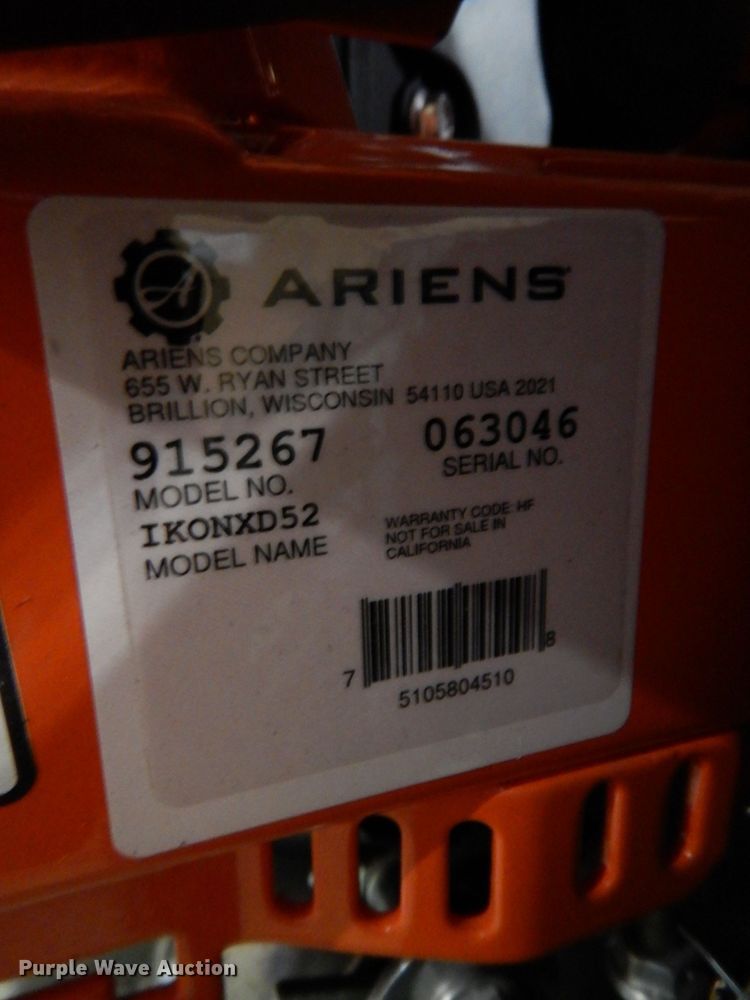 A ARIENS
ARIENS COMPANY
655 W. RYAN STREET
BRILLION, WISCONSIN 54110 USA 2021
915267 063046
MODEL NO. SERIAL NO.
IKONXD52
MODEL NAME
WARRANTY CODE: HF
NOT FOR SALE IN
CALIFORNIA
7 5105804510 8
Purple Wave Auction